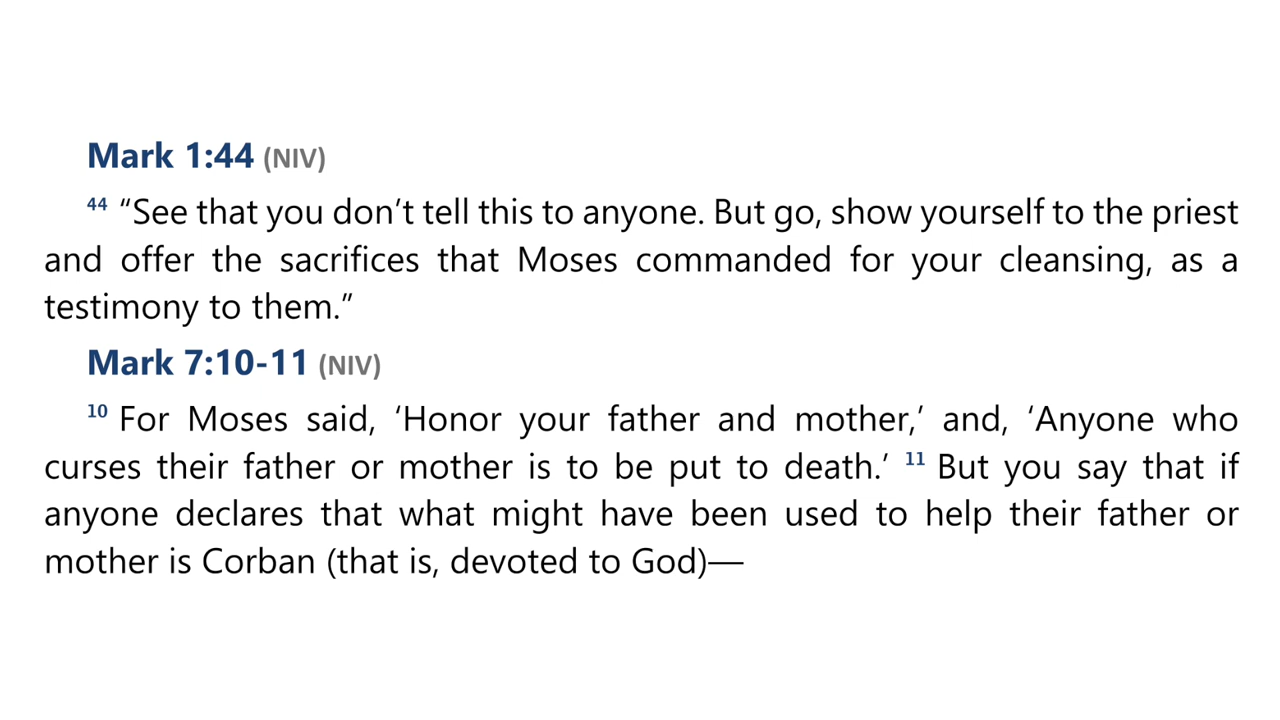 Mark 1:44 (NIV)
44 “See that you don’t tell this to anyone. But go, show yourself to the priest
and offer the sacrifices that Moses commanded for your cleansing, as a
testimony to them.”
Mark 7:10-11 (NIV)
10 For Moses said, ‘Honor your father and mother,’ and, ‘Anyone who
curses their father or mother is to be put to death.’ 11 But you say that if
anyone declares that what might have been used to help their father or
mother is Corban (that is, devoted to God)—